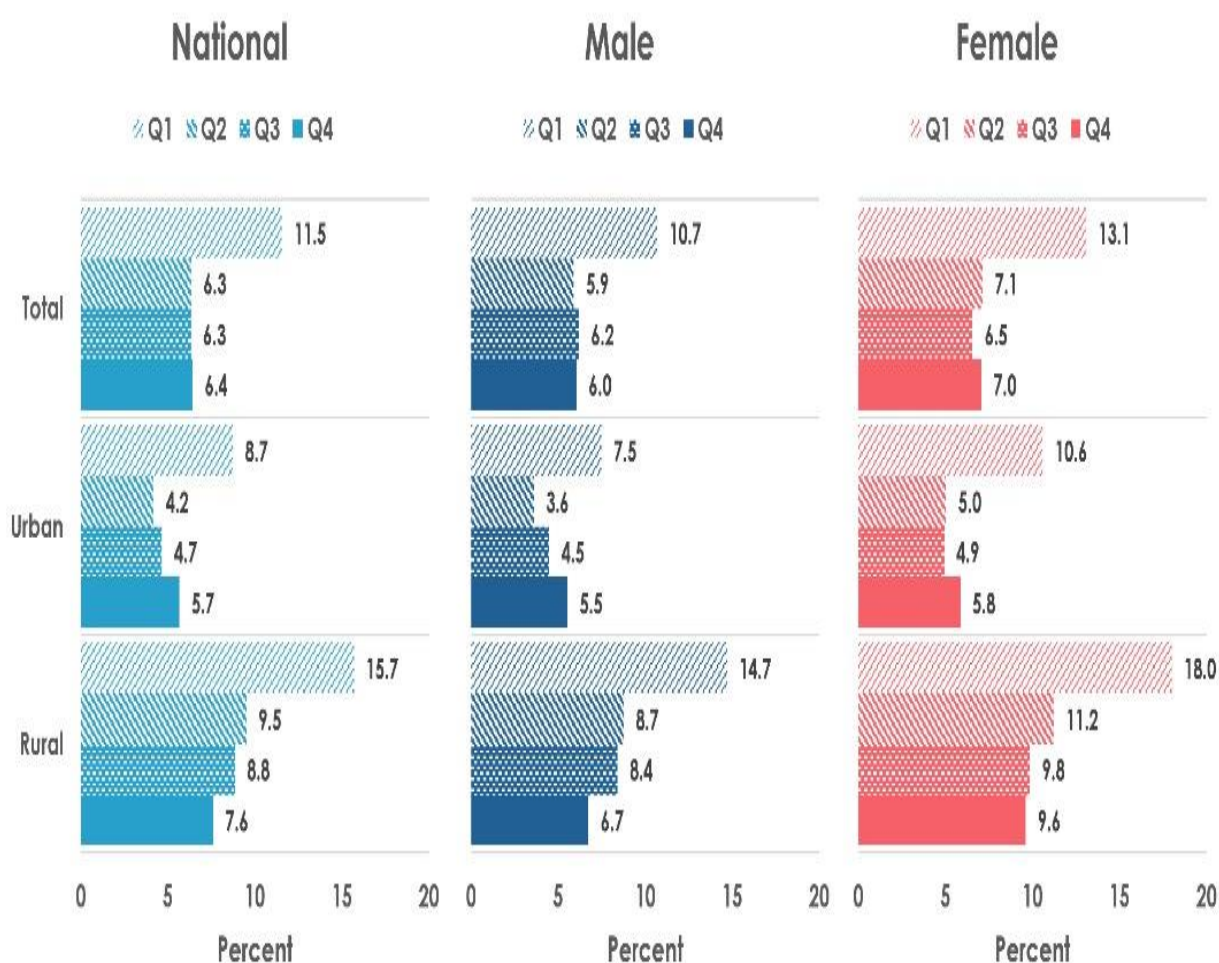 National
Male
Female
Q1 Q2 Q3 Q4
Q1 Q2 Q3 Q4
Q1 Q2 Q3 Q4
Total
11.5
6.3
6.3
6.4
10.7
5.9
6.2
6.0
13.1
7.1
6.5
7.0
Urban
8.7
4.2
4.7
5.7
7.5
3.6
4.5
5.5
10.6
5.0
4.9
5.8
Rural
15.7
9.5
8.8
7.6
14.7
8.7
8.4
6.7
18.0
11.2
9.8
9.6
0 5 10 15 20
0 5 10 15 20
0 5 10 15 20
Percent
Percent
Percent